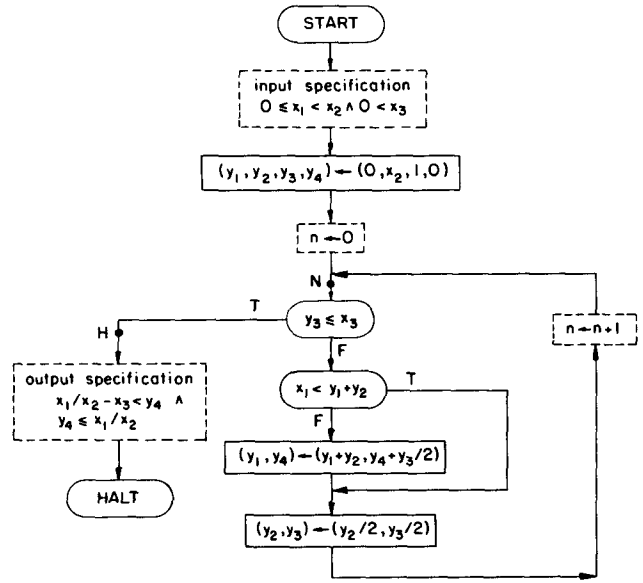 START
input specification
0 ≤ x₁ < x₂ ∧ 0 < x₃
(y₁, y₂, y₃, y₄) ← (0, x₂, 1, 0)
n ← 0
N
T
y₃ ≤ x₃
n ← n+1
H
F
output specification
x₁/x₂ - x₃ < y₄ ∧
y₄ ≤ x₁/x₂
x₁ < y₁+y₂
T
F
(y₁, y₄) ← (y₁+y₂, y₄+y₃/2)
HALT
(y₂, y₃) ← (y₂/2, y₃/2)